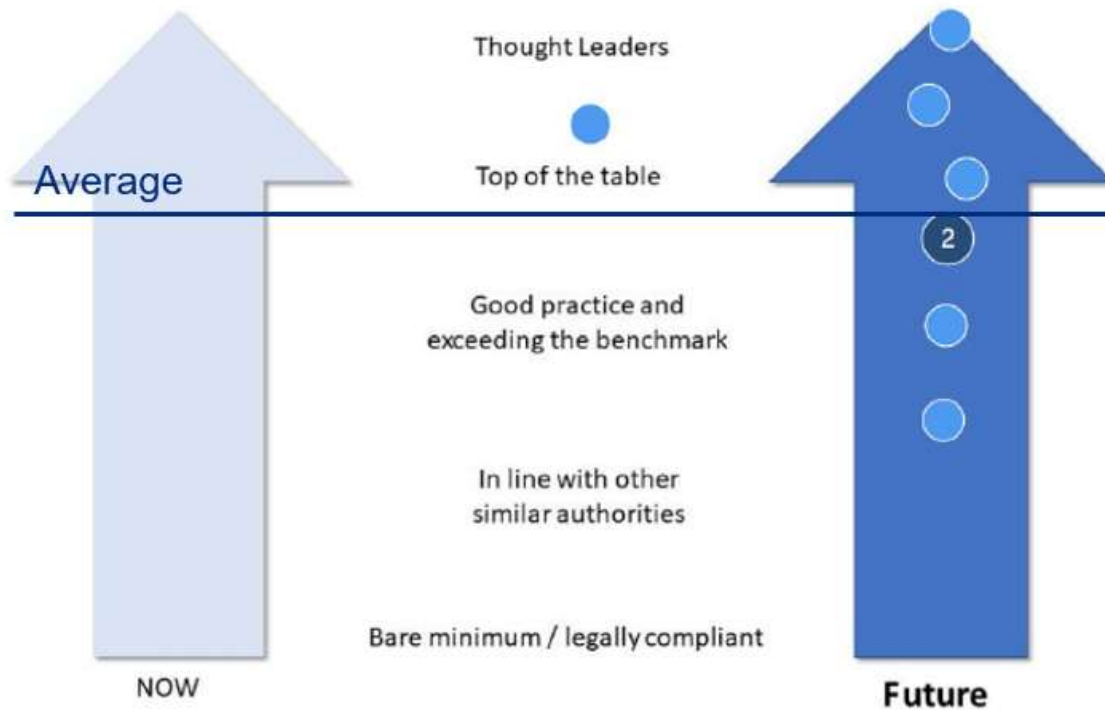 Thought Leaders
Average
Top of the table
2
Good practice and
exceeding the benchmark
In line with other
similar authorities
Bare minimum / legally compliant
NOW
Future